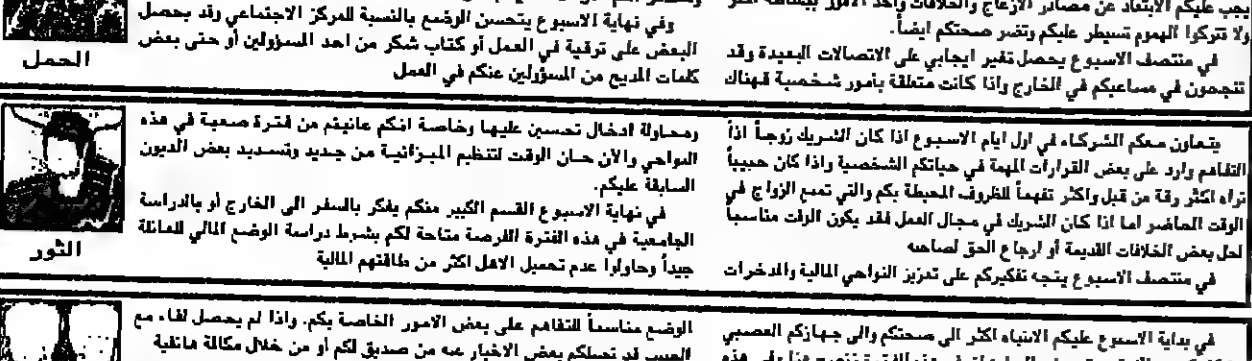 يجب عليكم الابتعاد عن مصادر الازعاج والخلافات واخذ الامور ببساطة اكثر
ولا تتركوا الهموم تسيطر عليكم وتضر صحتكم ايضاً.
في منتصف الاسبوع يحصل تغير ايجابي على الاتصالات البعيدة وقد
تنجحون في مساعيكم في الخارج واذا كانت متعلقة بأمور شخصية فهناك
وفي نهاية الاسبوع يتحسن الوضع بالنسبة للمركز الاجتماعي وقد يحصل
البعض على ترقية في العمل أو كتاب شكر من احد المسؤولين أو حتى بعض
كلمات المديح من المسؤولين عنكم في العمل
الحمل
يتعاون معكم الشركاء في اول ايام الاسبوع اذا كان الشريك زوجاً اذاً
التفاهم وارد على بعض القرارات المهمة في حياتكم الشخصية واذا كان حبيباً
تراه اكثر رقة من قبل واكثر تفهماً للظروف المحيطة بكم والتي تمنع الزواج في
الوقت الحاضر اما اذا كان الشريك في مجال العمل فقد يكون الوقت مناسباً
لحل بعض الخلافات القديمة أو ارجاع الحق لصاحبه
في منتصف الاسبوع يتجه تفكيركم على تعزيز النواحي المالية والمدخرات
ومحاولة ادخال تحسين عليها وخاصة انكم عانيتم من فترة صعبة في هذه
النواحي والآن حان الوقت لتنظيم الميزانية من جديد وتسديد بعض الديون
السابقة عليكم.
في نهاية الاسبوع القسم الكبير منكم يفكر بالسفر الى الخارج أو بالدراسة
الجامعية في هذه الفترة الفرصة متاحة لكم بشرط دراسة الوضع المالي للعائلة
جيداً وحاولوا عدم تحميل الاهل اكثر من طاقتهم المالية
الثور
في بداية الاسبوع عليكم الانتباه اكثر الى صحتكم والى جهازكم العصبي
الوضع مناسباً للتفاهم على بعض الامور الخاصة بكم. واذا لم يحصل لقاء مع
الحبيب قد تصلكم بعض الاخبار عنه من صديق لكم أو من خلال مكالمة هاتفية